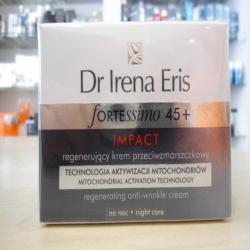 Dr Irena Eris
fortessimo 45+
IMPACT
regenerujący krem przeciwzmarszczkowy
TECHNOLOGIA AKTYWIZACJI MITOCHONDRIÓW
MITOCHONDRIAL ACTIVATION TECHNOLOGY
regenerating anti-wrinkle cream
na noc • night care